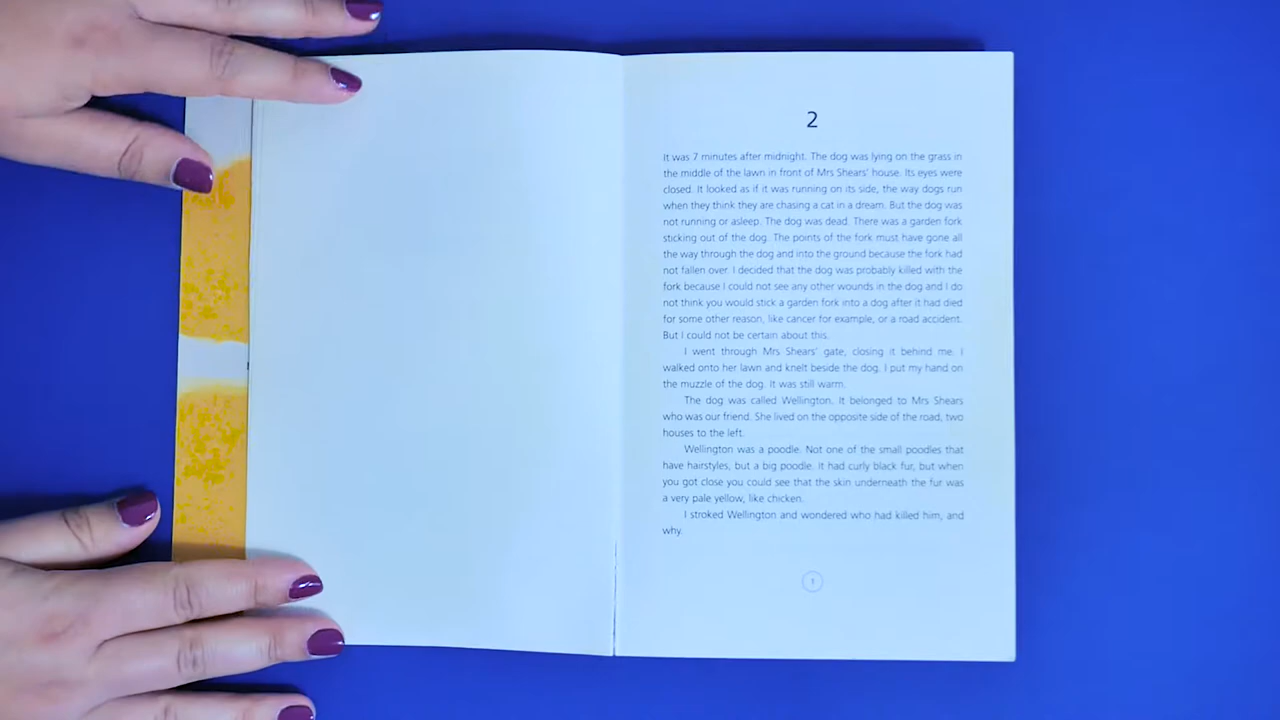 2
It was 7 minutes after midnight. The dog was lying on the grass in
the middle of the lawn in front of Mrs Shears' house. Its eyes were
closed. It looked as if it was running on its side, the way dogs run
when they think they are chasing a cat in a dream. But the dog was
not running or asleep. The dog was dead. There was a garden fork
sticking out of the dog. The points of the fork must have gone all
the way through the dog and into the ground because the fork had
not fallen over. I decided that the dog was probably killed with the
fork because I could not see any other wounds in the dog and I do
not think you would stick a garden fork into a dog after it had died
for some other reason, like cancer for example, or a road accident.
But I could not be certain about this.
I went through Mrs Shears' gate, closing it behind me. I
walked onto her lawn and knelt beside the dog. I put my hand on
the muzzle of the dog. It was still warm.
The dog was called Wellington. It belonged to Mrs Shears
who was our friend. She lived on the opposite side of the road, two
houses to the left.
Wellington was a poodle. Not one of the small poodles that
have hairstyles, but a big poodle. It had curly black fur, but when
you got close you could see that the skin underneath the fur was
a very pale yellow, like chicken.
I stroked Wellington and wondered who had killed him, and
why.
1